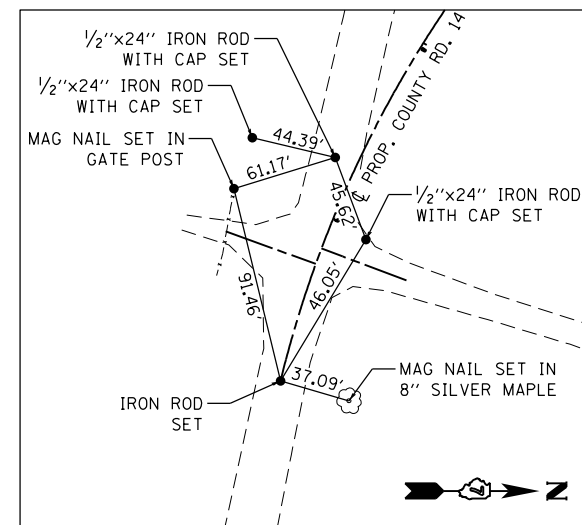 1/2''x24'' IRON ROD
WITH CAP SET
1/2''x24'' IRON ROD
WITH CAP SET
MAG NAIL SET IN
GATE POST
44.39'
61.17'
45.62'
℄ PROP. COUNTY RD. 14
1/2''x24'' IRON ROD
WITH CAP SET
91.46'
46.05'
37.09'
IRON ROD
SET
MAG NAIL SET IN
8'' SILVER MAPLE
N